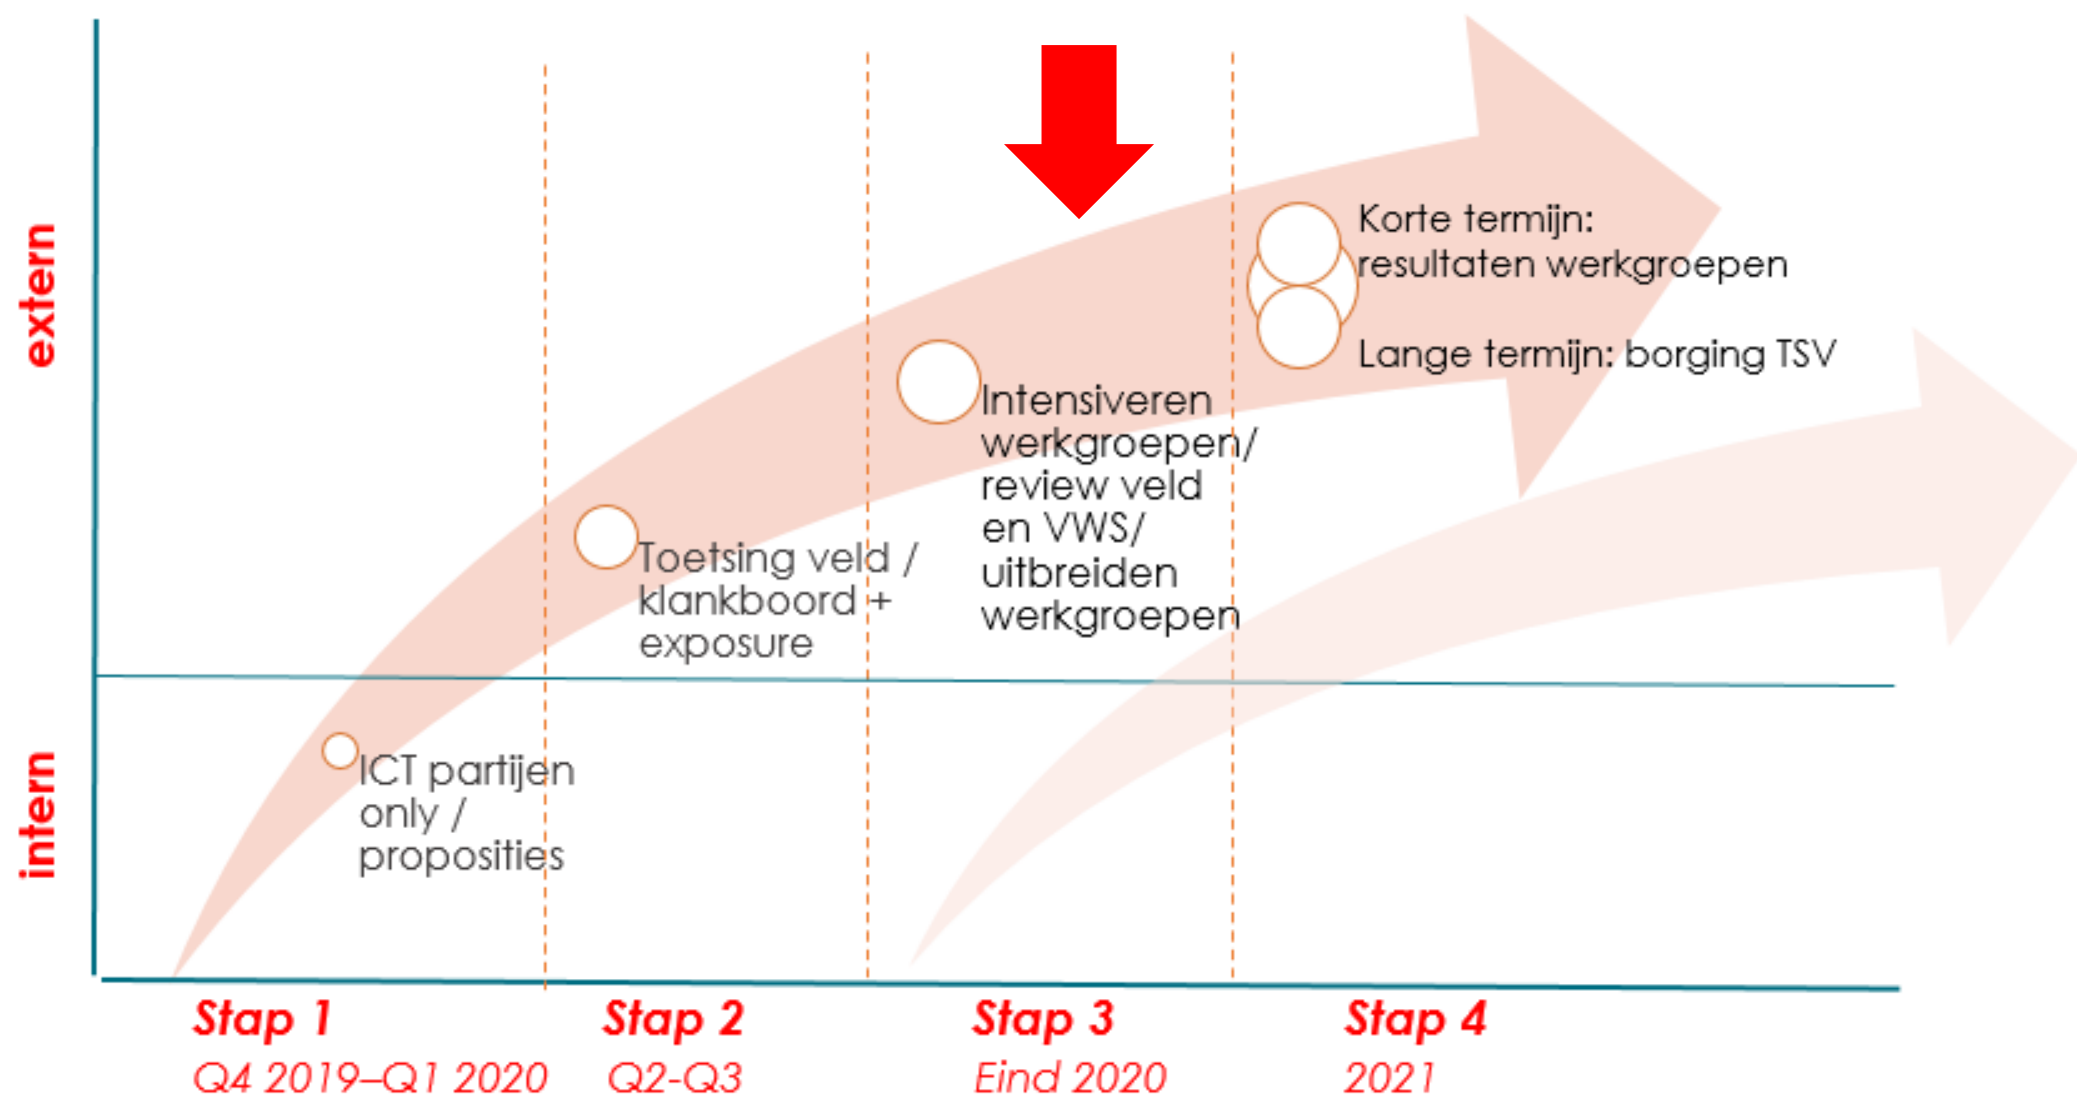 extern
intern
Korte termijn:
resultaten werkgroepen
Lange termijn: borging TSV
Intensiveren
werkgroepen/
review veld
en VWS/
uitbreiden
werkgroepen
Toetsing veld /
klankboord +
exposure
ICT partijen
only /
proposities
Stap 1
Q4 2019–Q1 2020
Stap 2
Q2-Q3
Stap 3
Eind 2020
Stap 4
2021